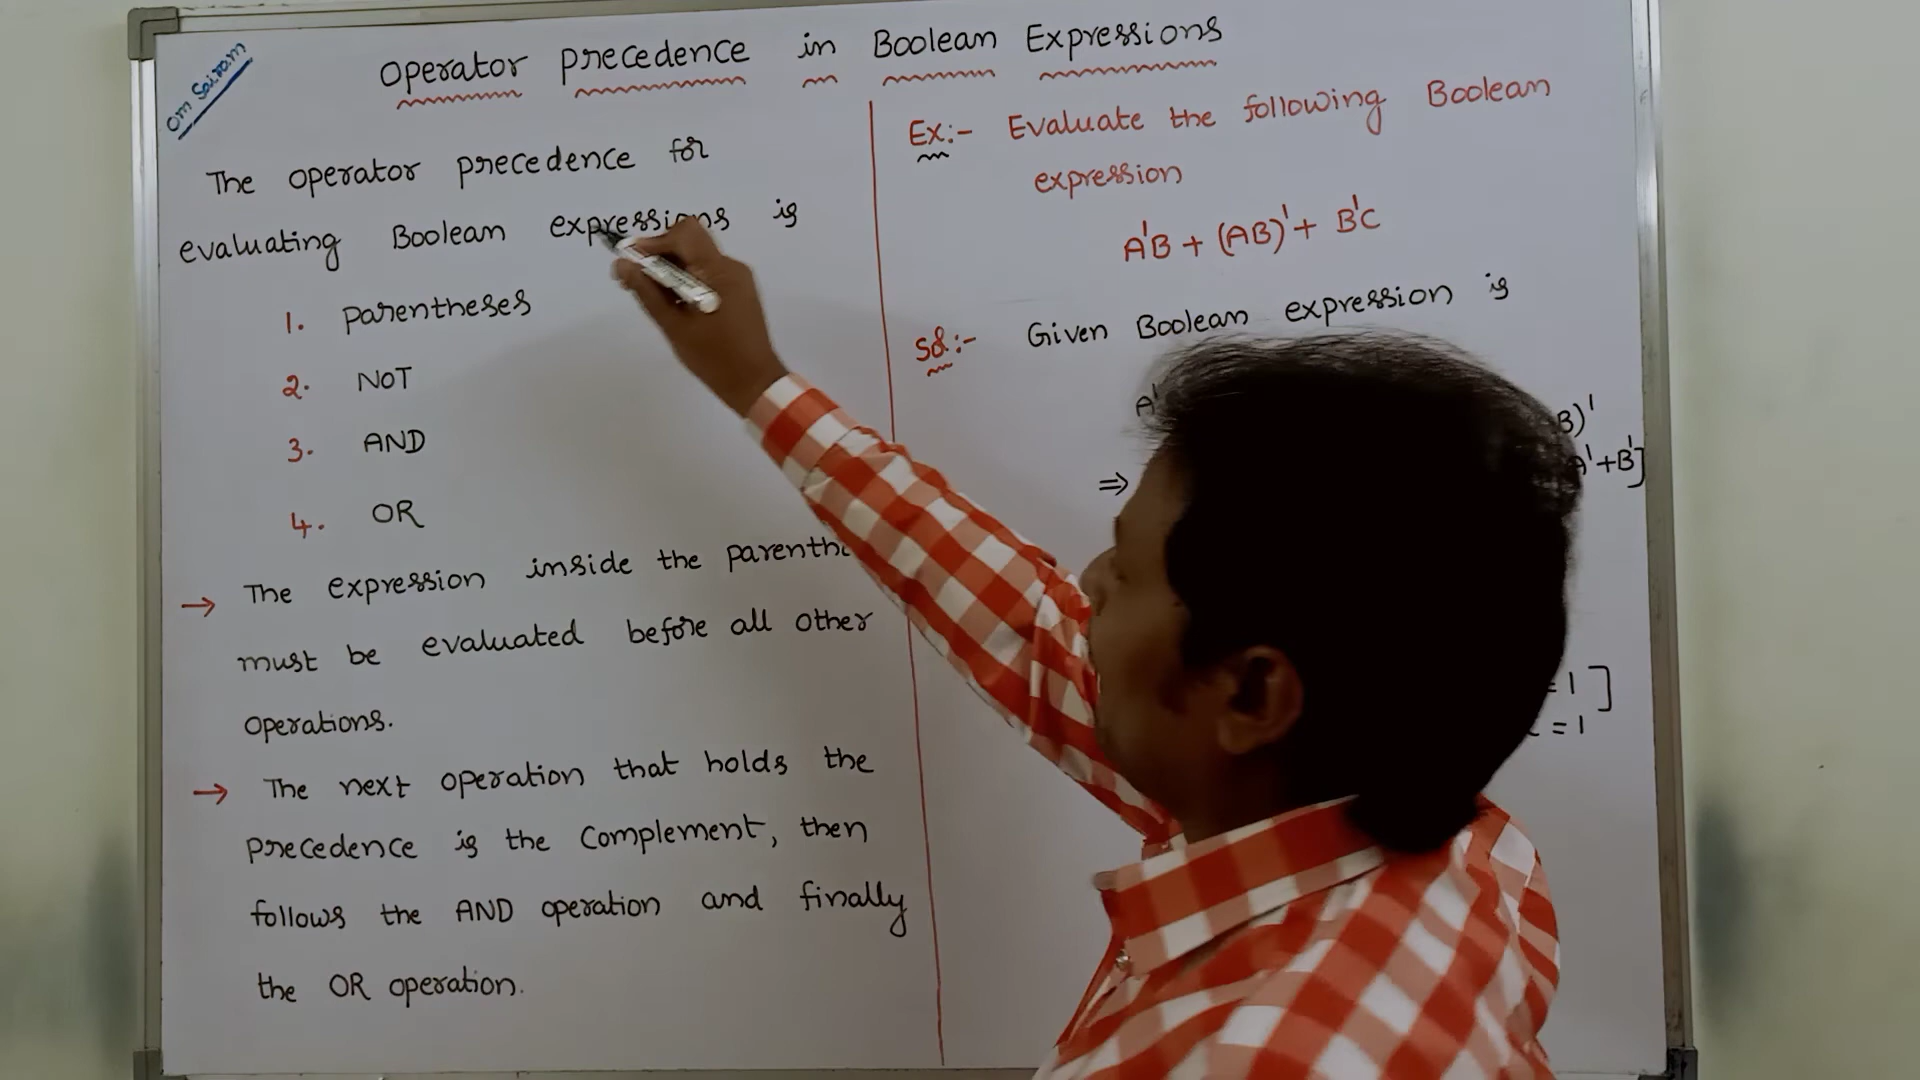 Om Sairam
Operator Precedence in Boolean Expressions
The operator precedence for
evaluating Boolean expressions is
1. Parentheses
2. NOT
3. AND
4. OR
→ The expression inside the
must be evaluated before all other
operations.
→ The next operation that holds the
precedence is the Complement, then
follows the AND operation and finally
the OR operation.
Ex:- Evaluate the following Boolean
expression
A'B + (AB)' + B'C
Sol:- Given Boolean expression is
A'
B)'
⇒ A'+B']
= 1 ]
= 1